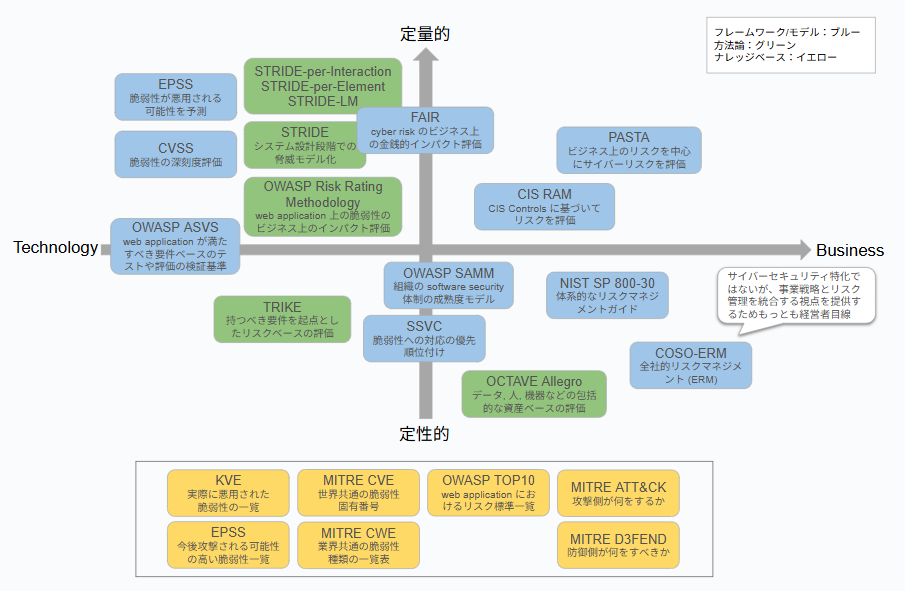 定量的
フレームワーク/モデル：ブルー
方法論：グリーン
ナレッジベース：イエロー
EPSS
脆弱性が悪用される
可能性を予測
STRIDE-per-Interaction
STRIDE-per-Element
STRIDE-LM
FAIR
cyber risk のビジネス上
の金銭的インパクト評価
CVSS
脆弱性の深刻度評価
STRIDE
システム設計段階での
脅威モデル化
PASTA
ビジネス上のリスクを中心
にサイバーリスクを評価
OWASP Risk Rating
Methodology
web application 上の脆弱性の
ビジネス上のインパクト評価
CIS RAM
CIS Controls に基づいて
リスクを評価
Technology
OWASP ASVS
web application が満た
すべき要件ベースのテ
ストや評価の検証基準
Business
OWASP SAMM
組織の software security
体制の成熟度モデル
NIST SP 800-30
体系的なリスクマネジ
メントガイド
サイバーセキュリティ特化で
はないが、事業戦略とリスク
管理を統合する視点を提供す
るためもっとも経営者目線
TRIKE
持つべき要件を起点とし
たリスクベースの評価
SSVC
脆弱性への対応の優先
順位付け
COSO-ERM
全社的リスクマネジメ
ント (ERM)
OCTAVE Allegro
データ, 人, 機器などの包括
的な資産ベースの評価
定性的
KVE
実際に悪用された
脆弱性の一覧
MITRE CVE
世界共通の脆弱性
固有番号
OWASP TOP10
web application にお
けるリスク標準一覧
MITRE ATT&CK
攻撃側が何をするか
EPSS
今後攻撃される可能性
の高い脆弱性一覧
MITRE CWE
業界共通の脆弱性
種類の一覧表
MITRE D3FEND
防御側が何をすべきか